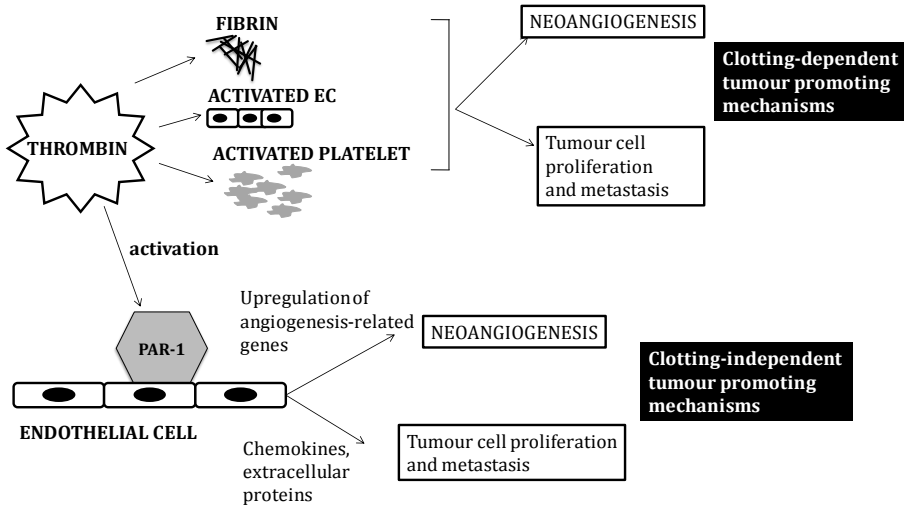 FIBRIN
NEOANGIOGENESIS
Clotting-dependent
tumour promoting
mechanisms
ACTIVATED EC
THROMBIN
ACTIVATED PLATELET
Tumour cell
proliferation
and metastasis
activation
Upregulation of
angiogenesis-related
genes
NEOANGIOGENESIS
PAR-1
Clotting-independent
tumour promoting
mechanisms
ENDOTHELIAL CELL
Chemokines,
extracellular
proteins
Tumour cell proliferation
and metastasis